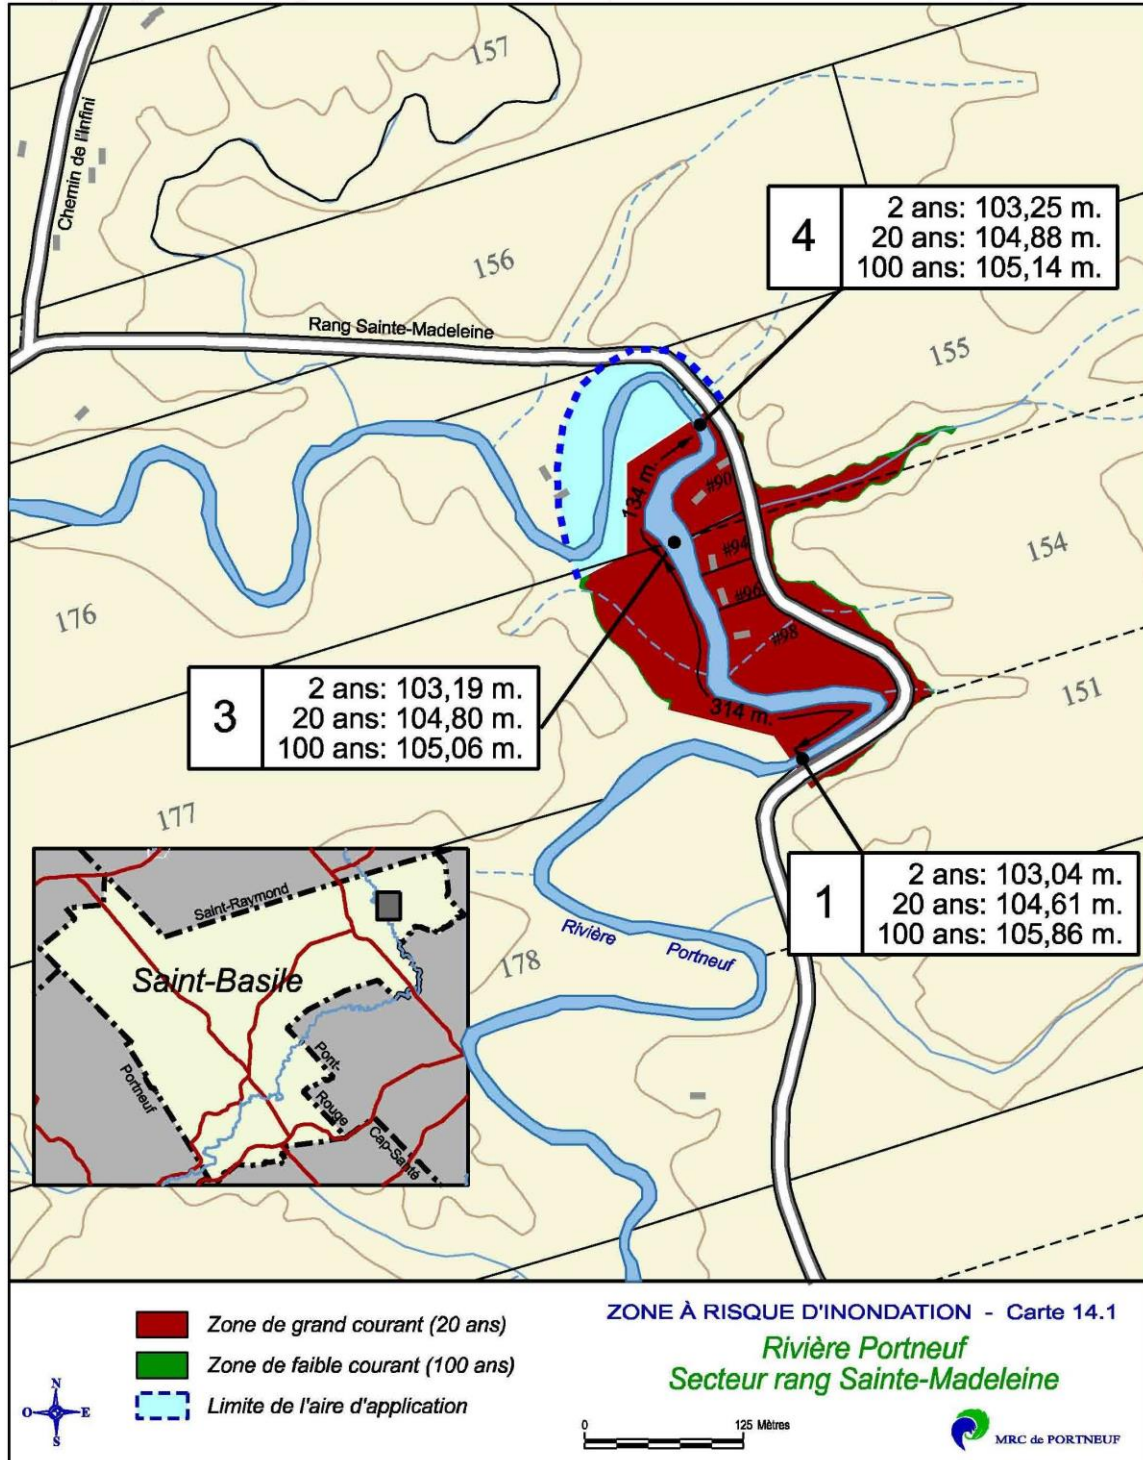 157
Chemin de l'Infini
4
2 ans: 103,25 m.
20 ans: 104,88 m.
100 ans: 105,14 m.
156
Rang Sainte-Madeleine
155
134 m.
#90
#94
154
#96
176
#98
3
2 ans: 103,19 m.
20 ans: 104,80 m.
100 ans: 105,06 m.
151
314 m.
177
1
2 ans: 103,04 m.
20 ans: 104,61 m.
100 ans: 105,86 m.
Saint-Raymond
Rivière Portneuf
178
Saint-Basile
Portneuf
Pont-
Rouge
Cap-Santé
Zone de grand courant (20 ans)
Zone de faible courant (100 ans)
Limite de l'aire d'application
N
O
E
S
ZONE À RISQUE D'INONDATION - Carte 14.1
Rivière Portneuf
Secteur rang Sainte-Madeleine
0
125 Mètres
MRC de PORTNEUF